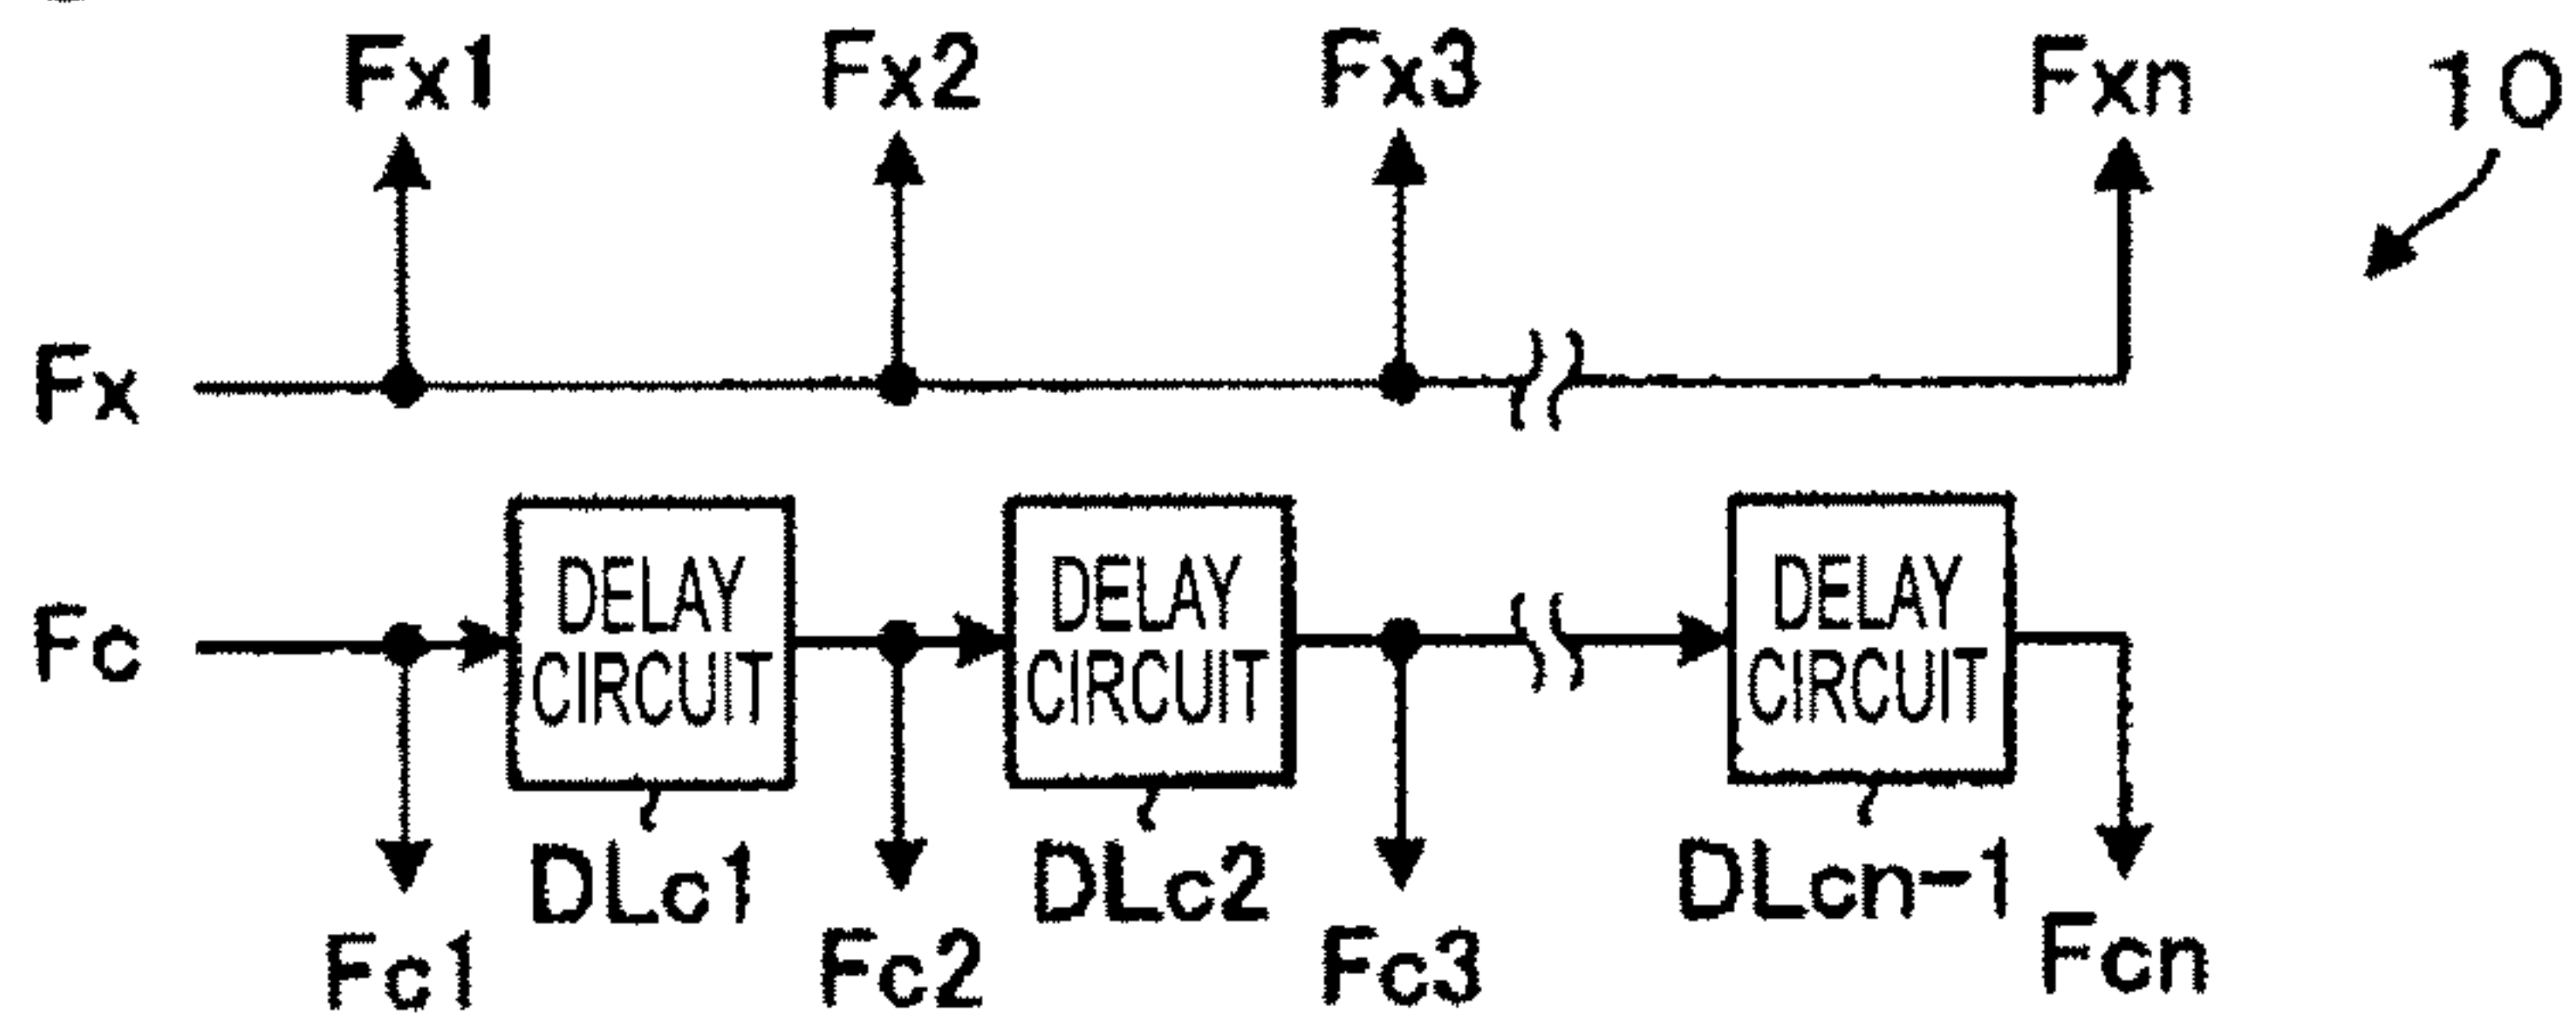 Fx1 Fx2 Fx3 Fxn 10
Fx
Fc
DELAY
CIRCUIT
DELAY
CIRCUIT
DELAY
CIRCUIT
DLc1 DLc2 DLcn-1
Fc1 Fc2 Fc3 Fcn